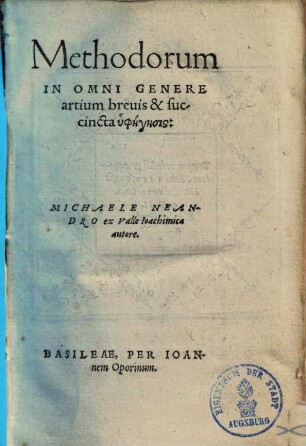 Methodorum
IN OMNI GENERE
artium breuis & ſuc-
cincta ὑφήγησις:
MICHAELE NEAN-
DRO ex Valle Ioachimica
autore.
BASILEAE, PER IOAN-
nem Oporinum.
EIGENTHUM DER STADT
AUGSBURG